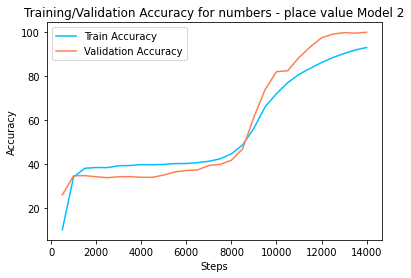 Training/Validation Accuracy for numbers - place value Model 2
Train Accuracy
Validation Accuracy
100
80
60
40
20
Accuracy
0 2000 4000 6000 8000 10000 12000 14000
Steps